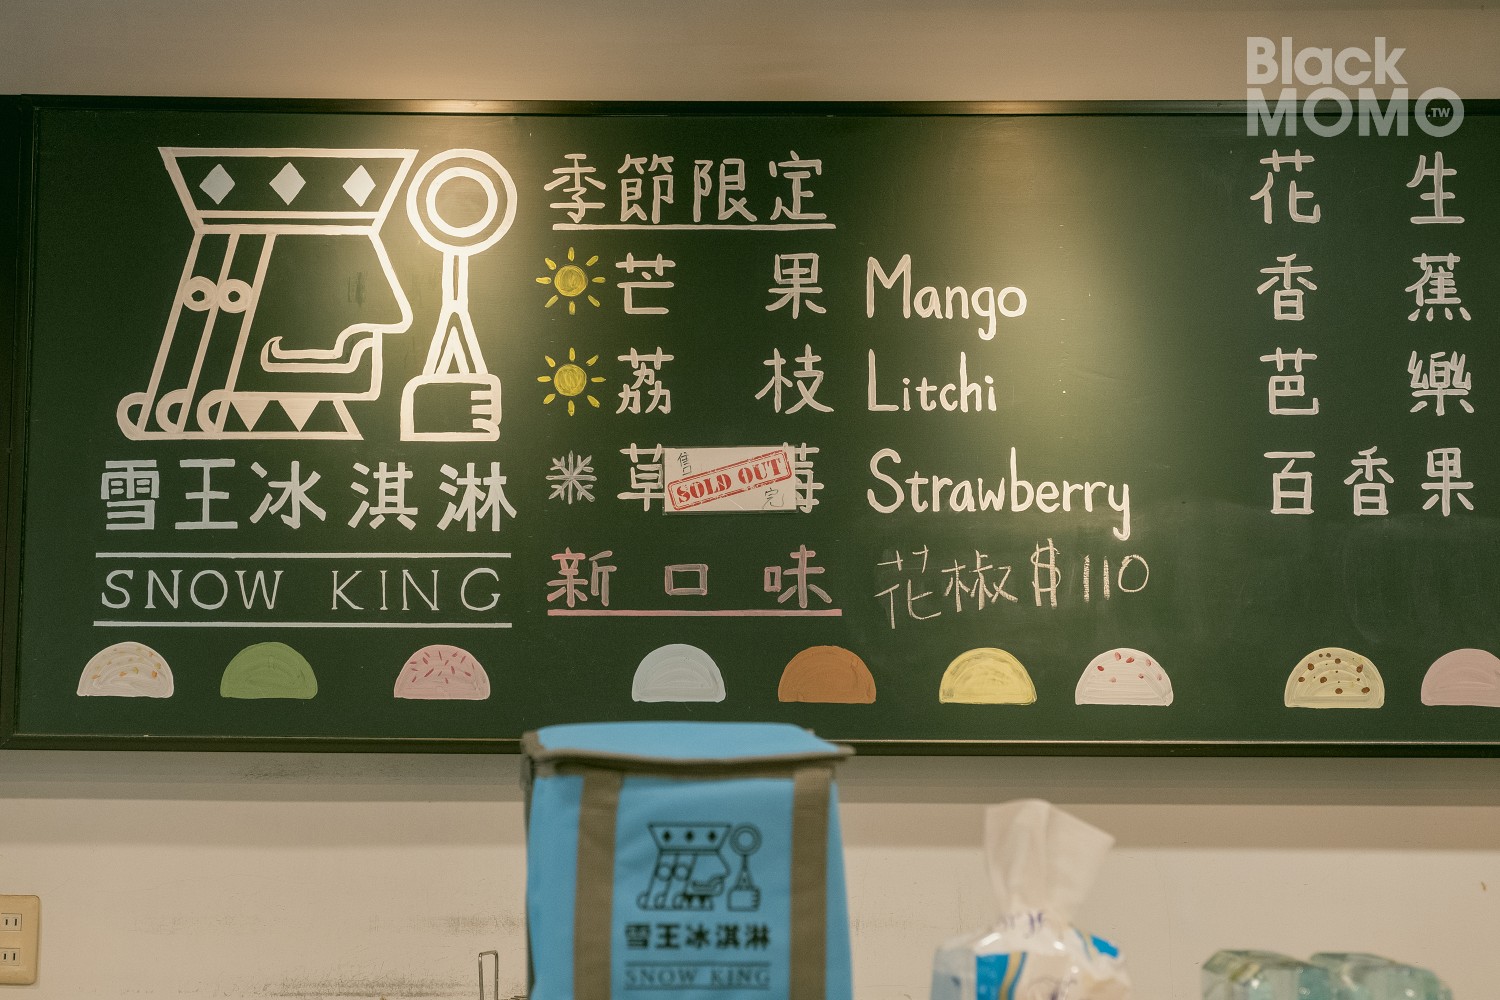 Black
MOMO.TW
雪王冰淇淋
SNOW KING
季節限定
芒果 Mango
荔枝 Litchi
草莓 Strawberry
售
SOLD OUT
完
新口味 花椒 $110
花生
香蕉
芭樂
百香果
雪王冰淇淋
SNOW KING